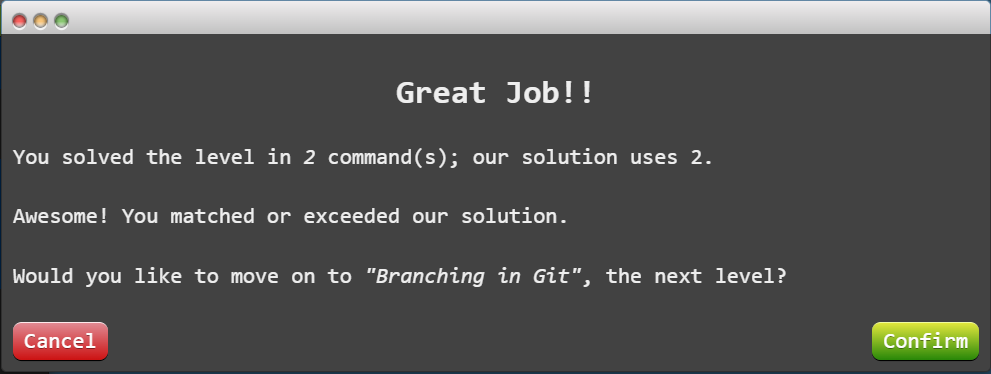 Great Job!!
You solved the level in 2 command(s); our solution uses 2.
Awesome! You matched or exceeded our solution.
Would you like to move on to "Branching in Git", the next level?
Cancel
Confirm